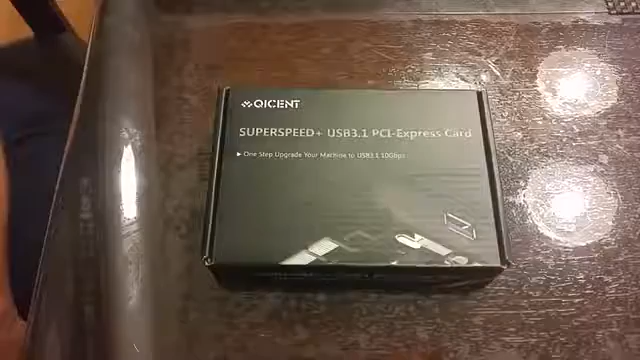 QICENT
SUPERSPEED+ USB3.1 PCI-Express Card
One Step Upgrade Your Machine to USB3.1 10Gbps